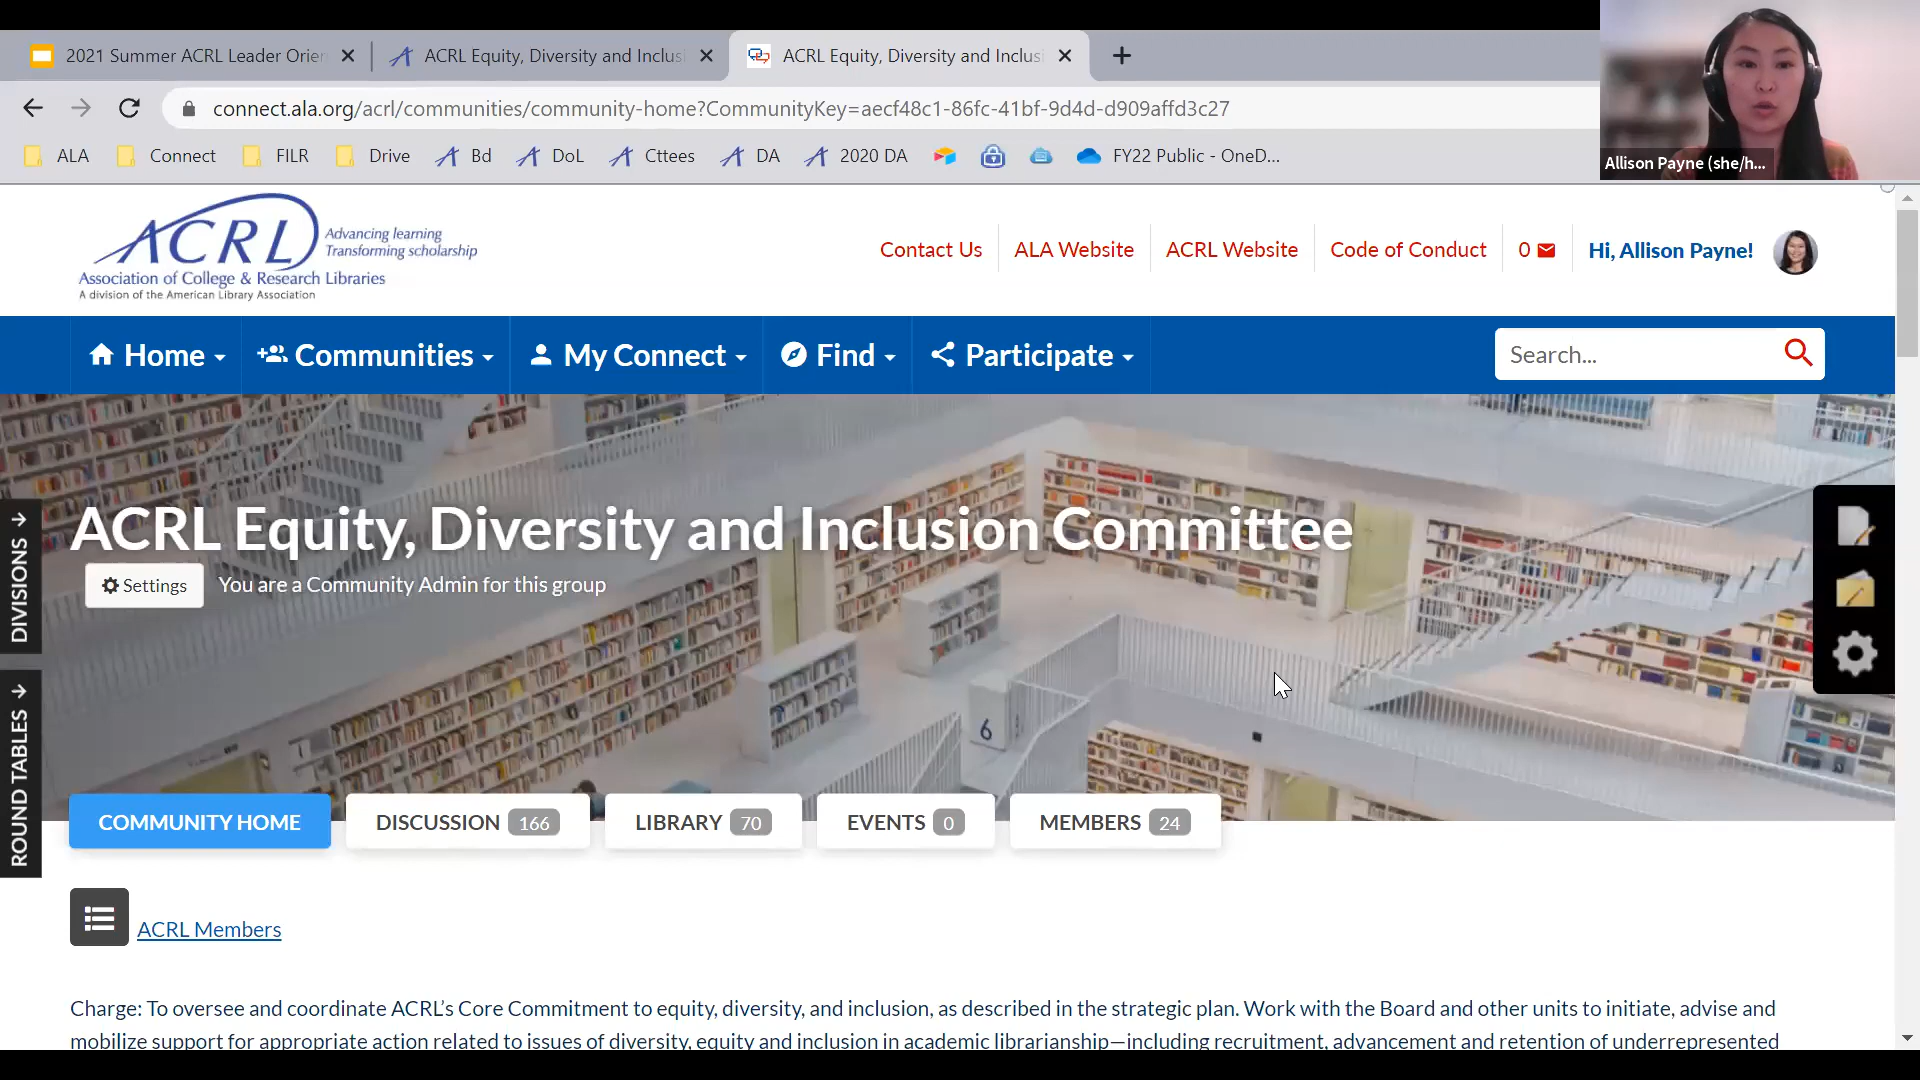 2021 Summer ACRL Leader Orien
ACRL Equity, Diversity and Inclus
ACRL Equity, Diversity and Inclus
connect.ala.org/acrl/communities/community-home?CommunityKey=aecf48c1-86fc-41bf-9d4d-d909affd3c27
ALA Connect FILR Drive Bd DoL Cttees DA 2020 DA FY22 Public - OneD...
Allison Payne (she/h...
ACRL
Advancing learning
Transforming scholarship
Association of College & Research Libraries
A division of the American Library Association
Contact Us ALA Website ACRL Website Code of Conduct 0 Hi, Allison Payne!
Home Communities My Connect Find Participate Search...
ACRL Equity, Diversity and Inclusion Committee
Settings You are a Community Admin for this group
DIVISIONS
ROUND TABLES
6
COMMUNITY HOME DISCUSSION 166 LIBRARY 70 EVENTS 0 MEMBERS 24
ACRL Members
Charge: To oversee and coordinate ACRL's Core Commitment to equity, diversity, and inclusion, as described in the strategic plan. Work with the Board and other units to initiate, advise and
mobilize support for appropriate action related to issues of diversity, equity and inclusion in academic librarianship—including recruitment, advancement and retention of underrepresented